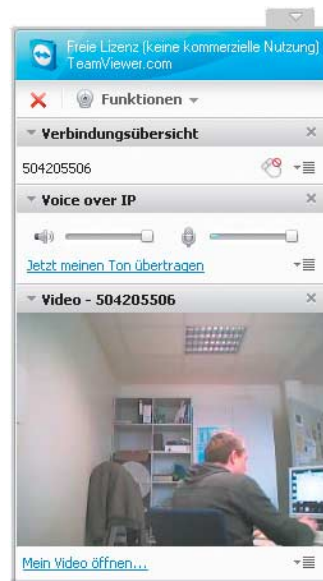 Freie Lizenz (keine kommerzielle Nutzung)
TeamViewer.com
Funktionen
Verbindungsübersicht
504205506
Voice over IP
Jetzt meinen Ton übertragen
Video - 504205506
Mein Video öffnen...